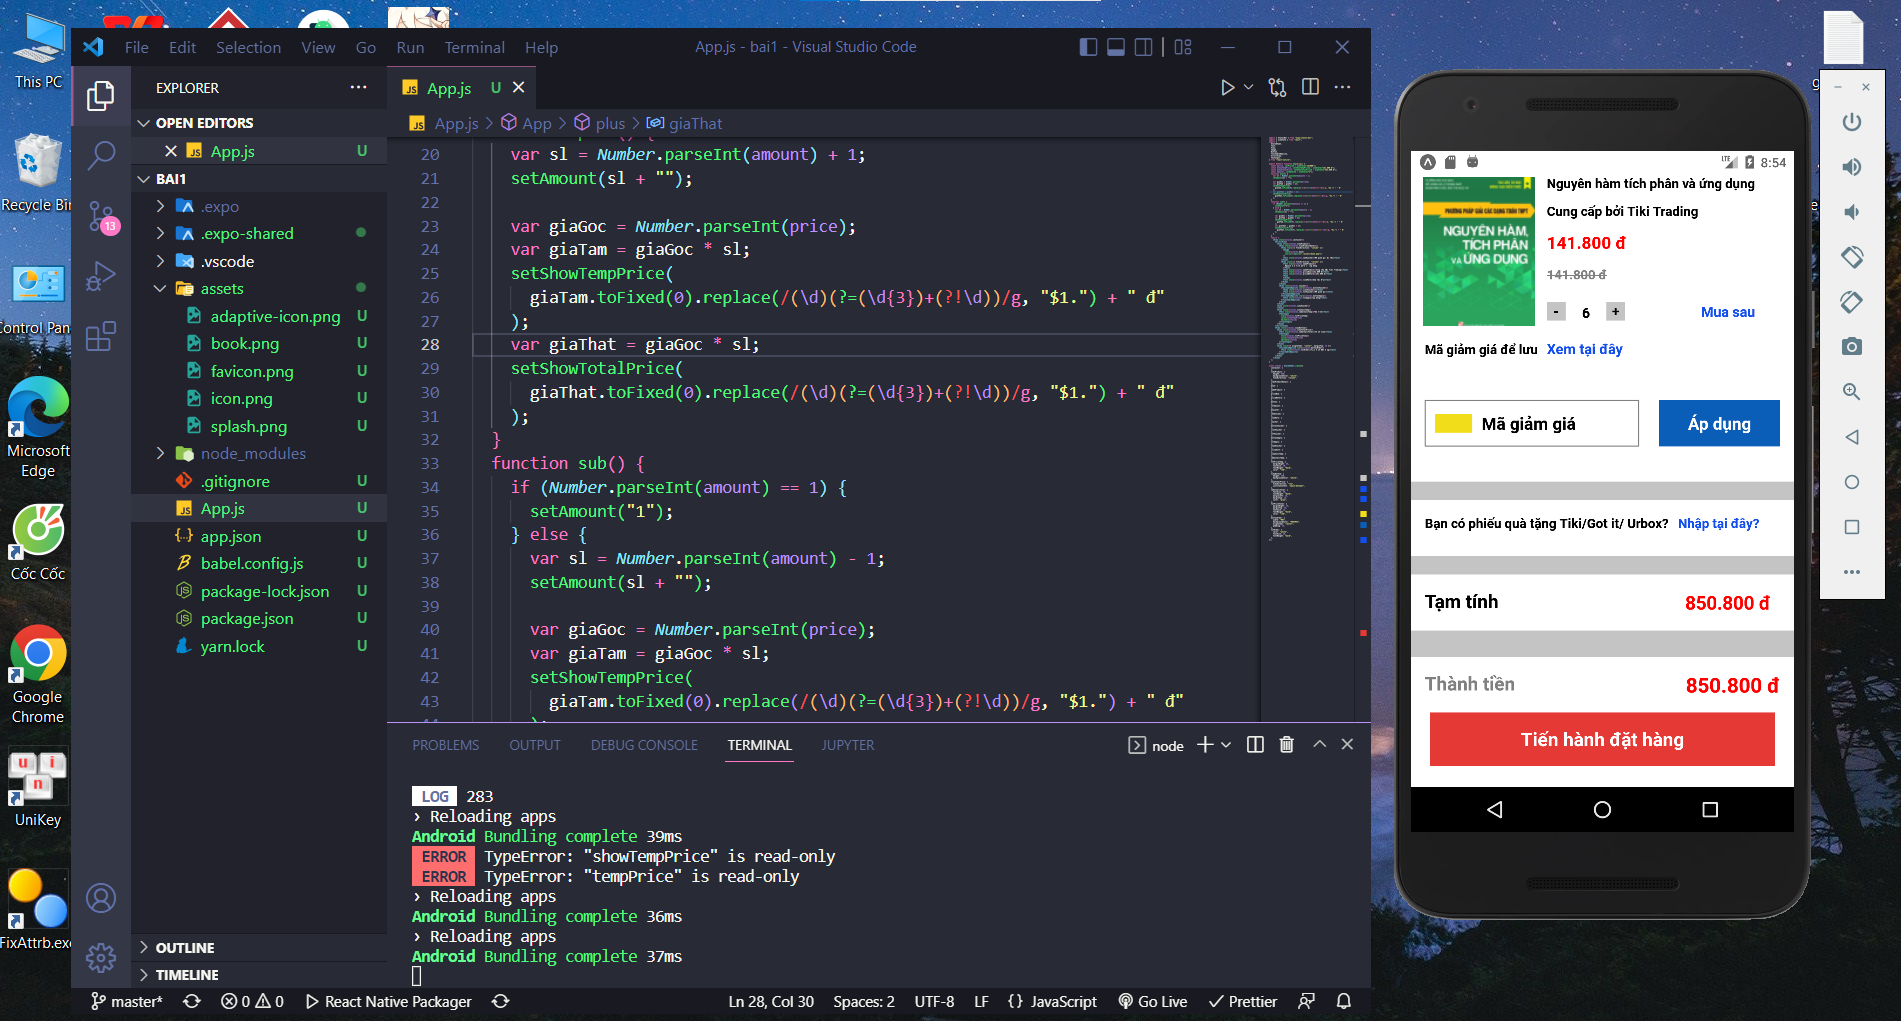 This PC
Recycle Bin
Control Pan
Microsoft
Edge
Cốc Cốc
Google
Chrome
UniKey
FixAttrb.exe
File Edit Selection View Go Run Terminal Help
App.js - bai1 - Visual Studio Code
EXPLORER
OPEN EDITORS
App.js U
BAI1
.expo
.expo-shared
.vscode
assets
adaptive-icon.png U
book.png U
favicon.png U
icon.png U
splash.png U
node_modules
.gitignore U
App.js U
app.json U
babel.config.js U
package-lock.json U
package.json U
yarn.lock U
OUTLINE
TIMELINE
13
App.js U
App.js > App > plus > giaThat
20 var sl = Number.parseInt(amount) + 1;
21 setAmount(sl + "");
22
23 var giaGoc = Number.parseInt(price);
24 var giaTam = giaGoc * sl;
25 setShowTempPrice(
26 giaTam.toFixed(0).replace(/(\d)(?=(\d{3})+(?!\d))/g, "$1.") + " đ"
27 );
28 var giaThat = giaGoc * sl;
29 setShowTotalPrice(
30 giaThat.toFixed(0).replace(/(\d)(?=(\d{3})+(?!\d))/g, "$1.") + " đ"
31 );
32 }
33 function sub() {
34 if (Number.parseInt(amount) == 1) {
35 setAmount("1");
36 } else {
37 var sl = Number.parseInt(amount) - 1;
38 setAmount(sl + "");
39
40 var giaGoc = Number.parseInt(price);
41 var giaTam = giaGoc * sl;
42 setShowTempPrice(
43 giaTam.toFixed(0).replace(/(\d)(?=(\d{3})+(?!\d))/g, "$1.") + " đ"
PROBLEMS OUTPUT DEBUG CONSOLE TERMINAL JUPYTER
node
LOG 283
› Reloading apps
Android Bundling complete 39ms
ERROR TypeError: "showTempPrice" is read-only
ERROR TypeError: "tempPrice" is read-only
› Reloading apps
Android Bundling complete 36ms
› Reloading apps
Android Bundling complete 37ms
master* 0 0 React Native Packager
Ln 28, Col 30 Spaces: 2 UTF-8 LF {} JavaScript Go Live Prettier
LTE 8:54
PHƯƠNG PHÁP GIẢI CÁC DẠNG TOÁN THPT
NGUYÊN HÀM,
TÍCH PHÂN
VÀ ỨNG DỤNG
Nguyên hàm tích phân và ứng dụng
Cung cấp bởi Tiki Trading
141.800 đ
141.800 đ
- 6 + Mua sau
Mã giảm giá để lưu Xem tại đây
Mã giảm giá Áp dụng
Bạn có phiếu quà tặng Tiki/Got it/ Urbox? Nhập tại đây?
Tạm tính 850.800 đ
Thành tiền 850.800 đ
Tiến hành đặt hàng